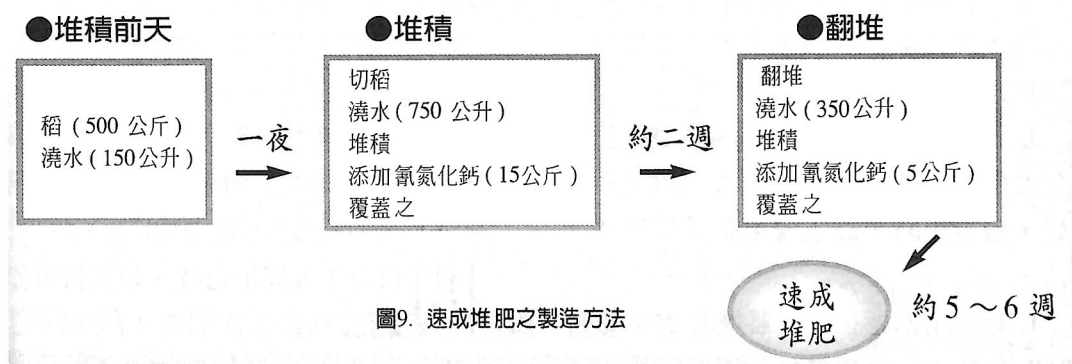 ●堆積前天
稻 ( 500 公斤 )
澆水 ( 150公升 )
一夜
●堆積
切稻
澆水 ( 750 公升 )
堆積
添加氰氮化鈣 ( 15公斤 )
覆蓋之
約二週
●翻堆
翻堆
澆水 ( 350公升 )
堆積
添加氰氮化鈣 ( 5公斤 )
覆蓋之
速成
堆肥
約 5 ～ 6 週
圖9. 速成堆肥之製造方法